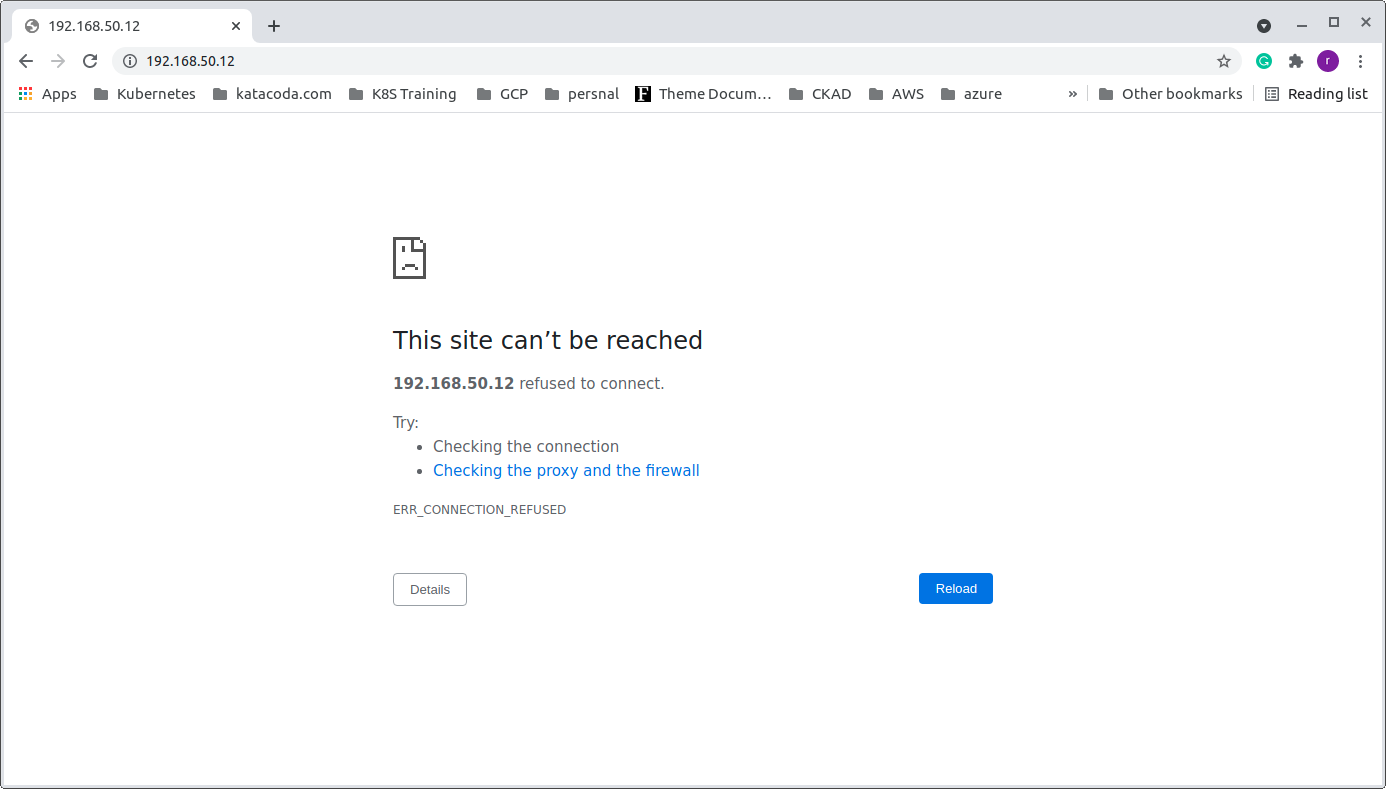 192.168.50.12
192.168.50.12
r
Apps Kubernetes katacoda.com K8S Training GCP persnal F Theme Docum... CKAD AWS azure » Other bookmarks Reading list
This site can’t be reached
192.168.50.12 refused to connect.
Try:
• Checking the connection
• Checking the proxy and the firewall
ERR_CONNECTION_REFUSED
Details Reload